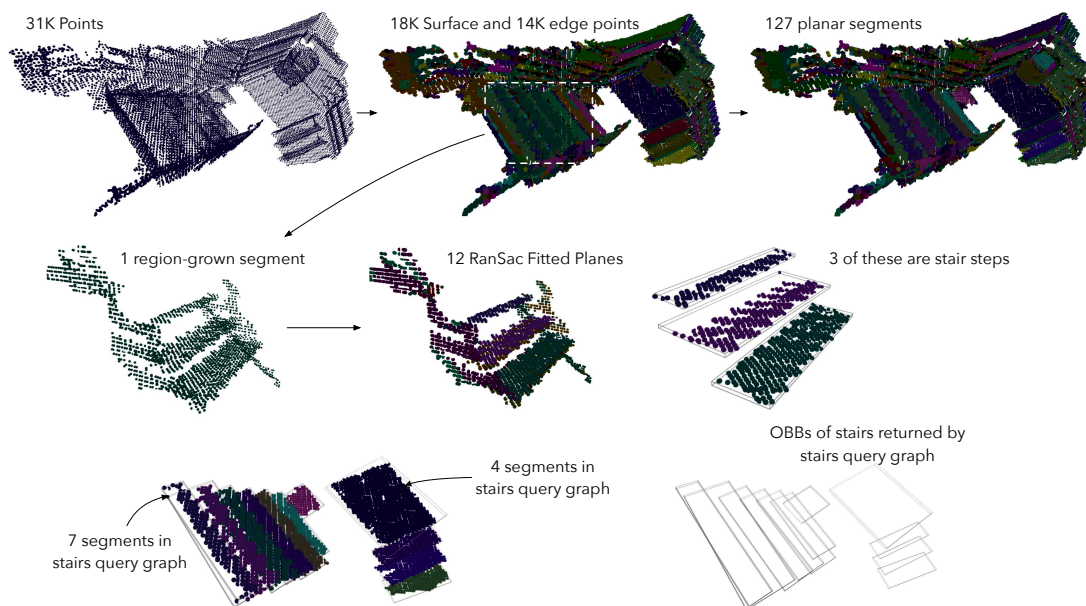 31K Points
18K Surface and 14K edge points
127 planar segments
1 region-grown segment
12 RanSac Fitted Planes
3 of these are stair steps
7 segments in
stairs query graph
4 segments in
stairs query graph
OBBs of stairs returned by
stairs query graph